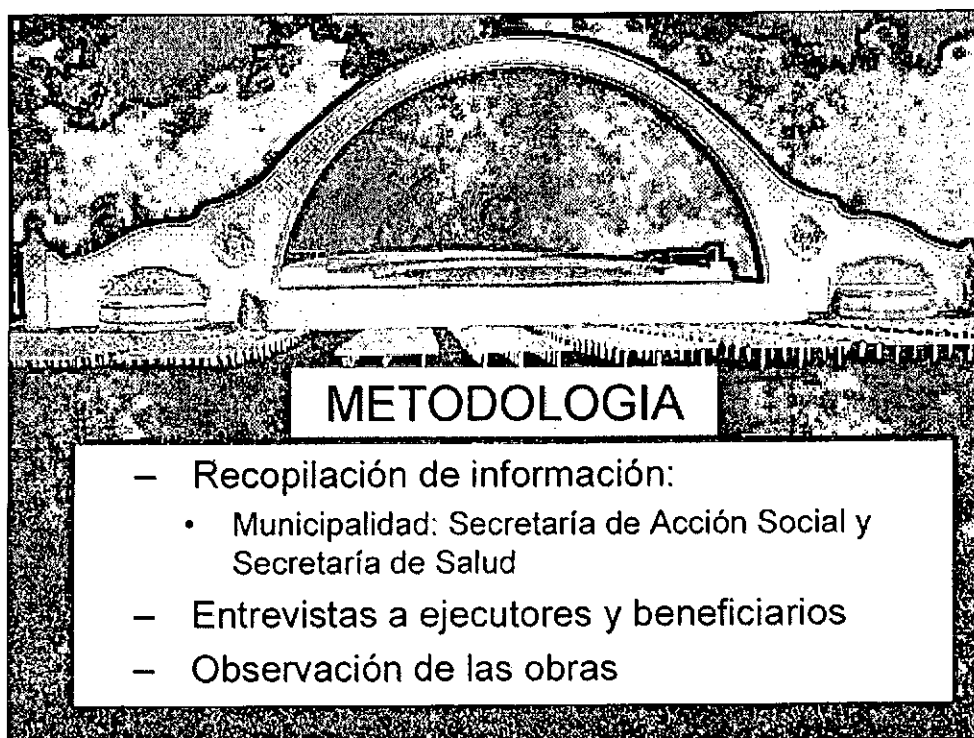 METODOLOGIA
– Recopilación de información:
• Municipalidad: Secretaría de Acción Social y
Secretaría de Salud
– Entrevistas a ejecutores y beneficiarios
– Observación de las obras